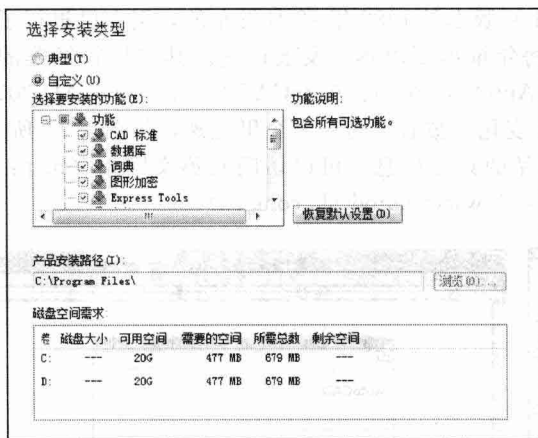 选择安装类型
典型(T)
自定义(U)
选择要安装的功能(E):
功能说明:
功能
包含所有可选功能。
CAD 标准
数据库
词典
图形加密
Express Tools
恢复默认设置(D)
产品安装路径(I):
C:\Program Files\
浏览(O)...
磁盘空间需求
卷 磁盘大小 可用空间 需要的空间 所需总数 剩余空间
C: --- 20G 477 MB 679 MB ---
D: --- 20G 477 MB 679 MB ---